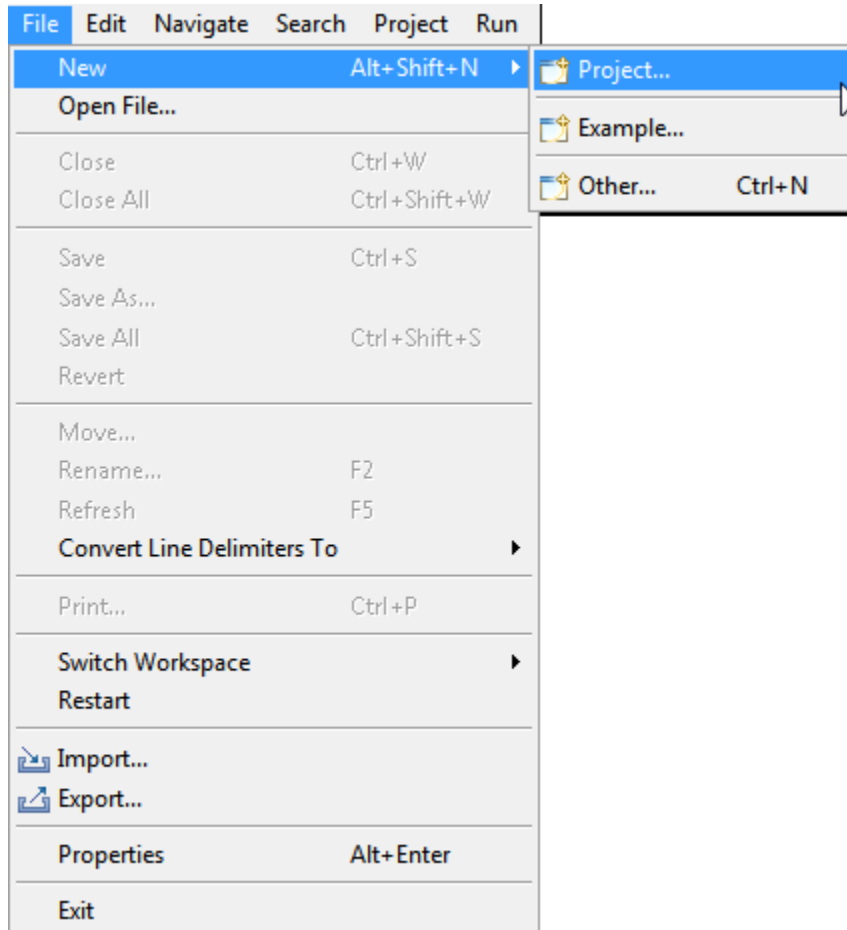 File Edit Navigate Search Project Run
New Alt+Shift+N
Project...
Open File...
Example...
Close Ctrl+W
Close All Ctrl+Shift+W
Other... Ctrl+N
Save Ctrl+S
Save As...
Save All Ctrl+Shift+S
Revert
Move...
Rename... F2
Refresh F5
Convert Line Delimiters To
Print... Ctrl+P
Switch Workspace
Restart
Import...
Export...
Properties Alt+Enter
Exit